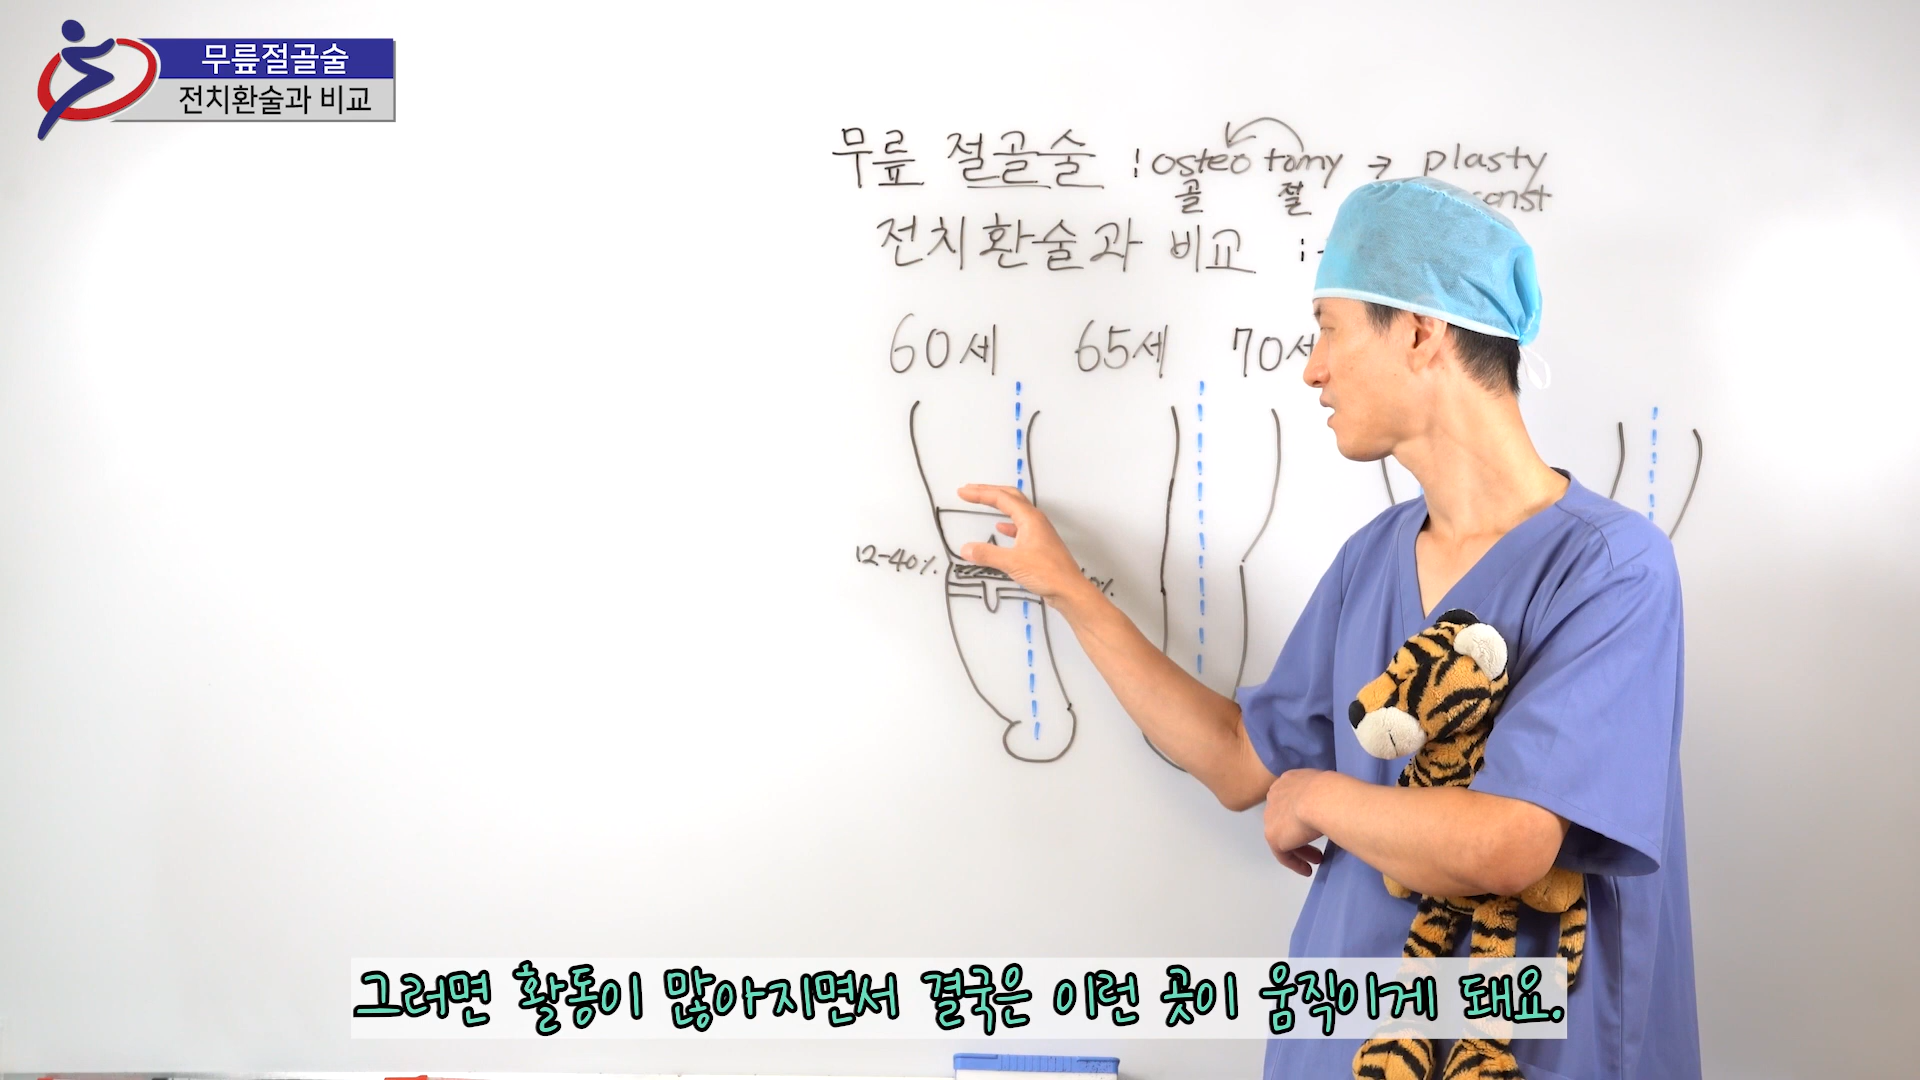 무릎절골술
전치환술과 비교
무릎 절골술 : osteo tomy → plasty
골 절
전치환술과 비교 :
60세 65세 70세
12-40%
그러면 활동이 많아지면서 결국은 이런 곳이 움직이게 돼요.